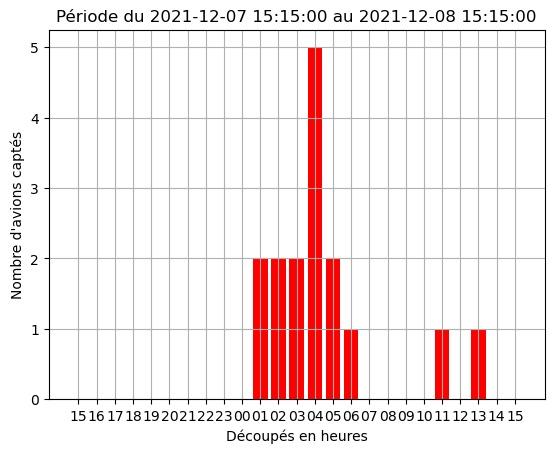 Période du 2021-12-07 15:15:00 au 2021-12-08 15:15:00
5
4
3
2
1
0
Nombre d'avions captés
15 16 17 18 19 20 21 22 23 00 01 02 03 04 05 06 07 08 09 10 11 12 13 14 15
Découpés en heures